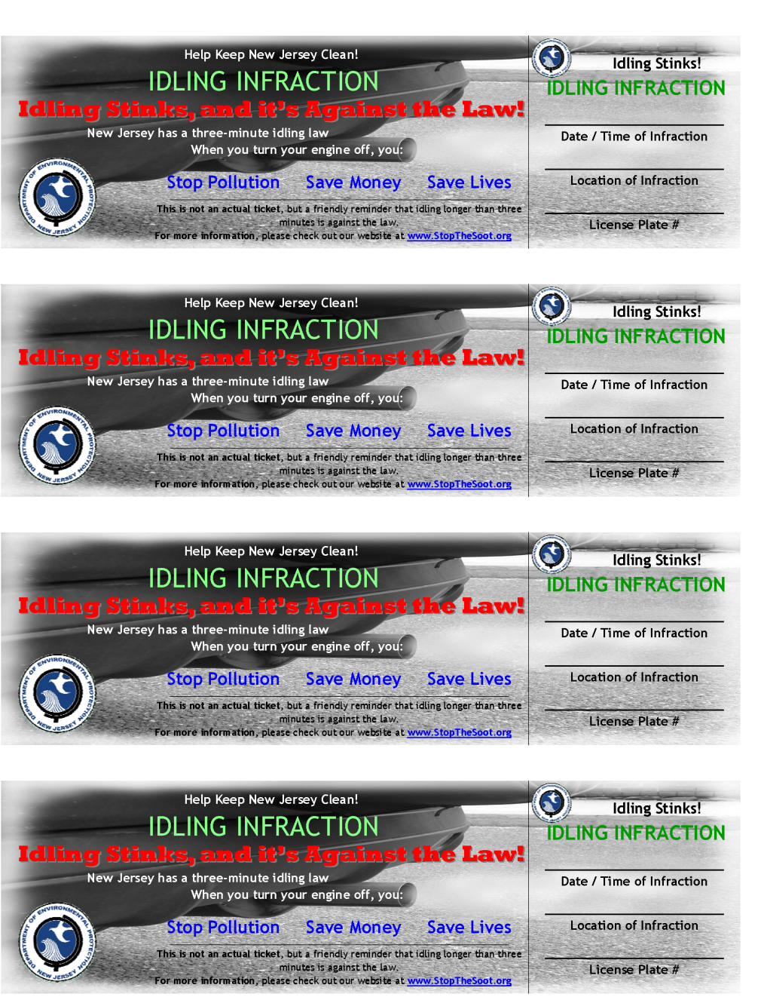 Help Keep New Jersey Clean!
IDLING INFRACTION
Idling Stinks, and it's Against the Law!
New Jersey has a three-minute idling law
When you turn your engine off, you:
Stop Pollution Save Money Save Lives
This is not an actual ticket, but a friendly reminder that idling longer than three
minutes is against the law.
For more information, please check out our website at www.StopTheSoot.org
DEPARTMENT OF ENVIRONMENTAL PROTECTION
NEW JERSEY
Idling Stinks!
IDLING INFRACTION
Date / Time of Infraction
Location of Infraction
License Plate #
Help Keep New Jersey Clean!
IDLING INFRACTION
Idling Stinks, and it's Against the Law!
New Jersey has a three-minute idling law
When you turn your engine off, you:
Stop Pollution Save Money Save Lives
This is not an actual ticket, but a friendly reminder that idling longer than three
minutes is against the law.
For more information, please check out our website at www.StopTheSoot.org
DEPARTMENT OF ENVIRONMENTAL PROTECTION
NEW JERSEY
Idling Stinks!
IDLING INFRACTION
Date / Time of Infraction
Location of Infraction
License Plate #
Help Keep New Jersey Clean!
IDLING INFRACTION
Idling Stinks, and it's Against the Law!
New Jersey has a three-minute idling law
When you turn your engine off, you:
Stop Pollution Save Money Save Lives
This is not an actual ticket, but a friendly reminder that idling longer than three
minutes is against the law.
For more information, please check out our website at www.StopTheSoot.org
DEPARTMENT OF ENVIRONMENTAL PROTECTION
NEW JERSEY
Idling Stinks!
IDLING INFRACTION
Date / Time of Infraction
Location of Infraction
License Plate #
Help Keep New Jersey Clean!
IDLING INFRACTION
Idling Stinks, and it's Against the Law!
New Jersey has a three-minute idling law
When you turn your engine off, you:
Stop Pollution Save Money Save Lives
This is not an actual ticket, but a friendly reminder that idling longer than three
minutes is against the law.
For more information, please check out our website at www.StopTheSoot.org
DEPARTMENT OF ENVIRONMENTAL PROTECTION
NEW JERSEY
Idling Stinks!
IDLING INFRACTION
Date / Time of Infraction
Location of Infraction
License Plate #